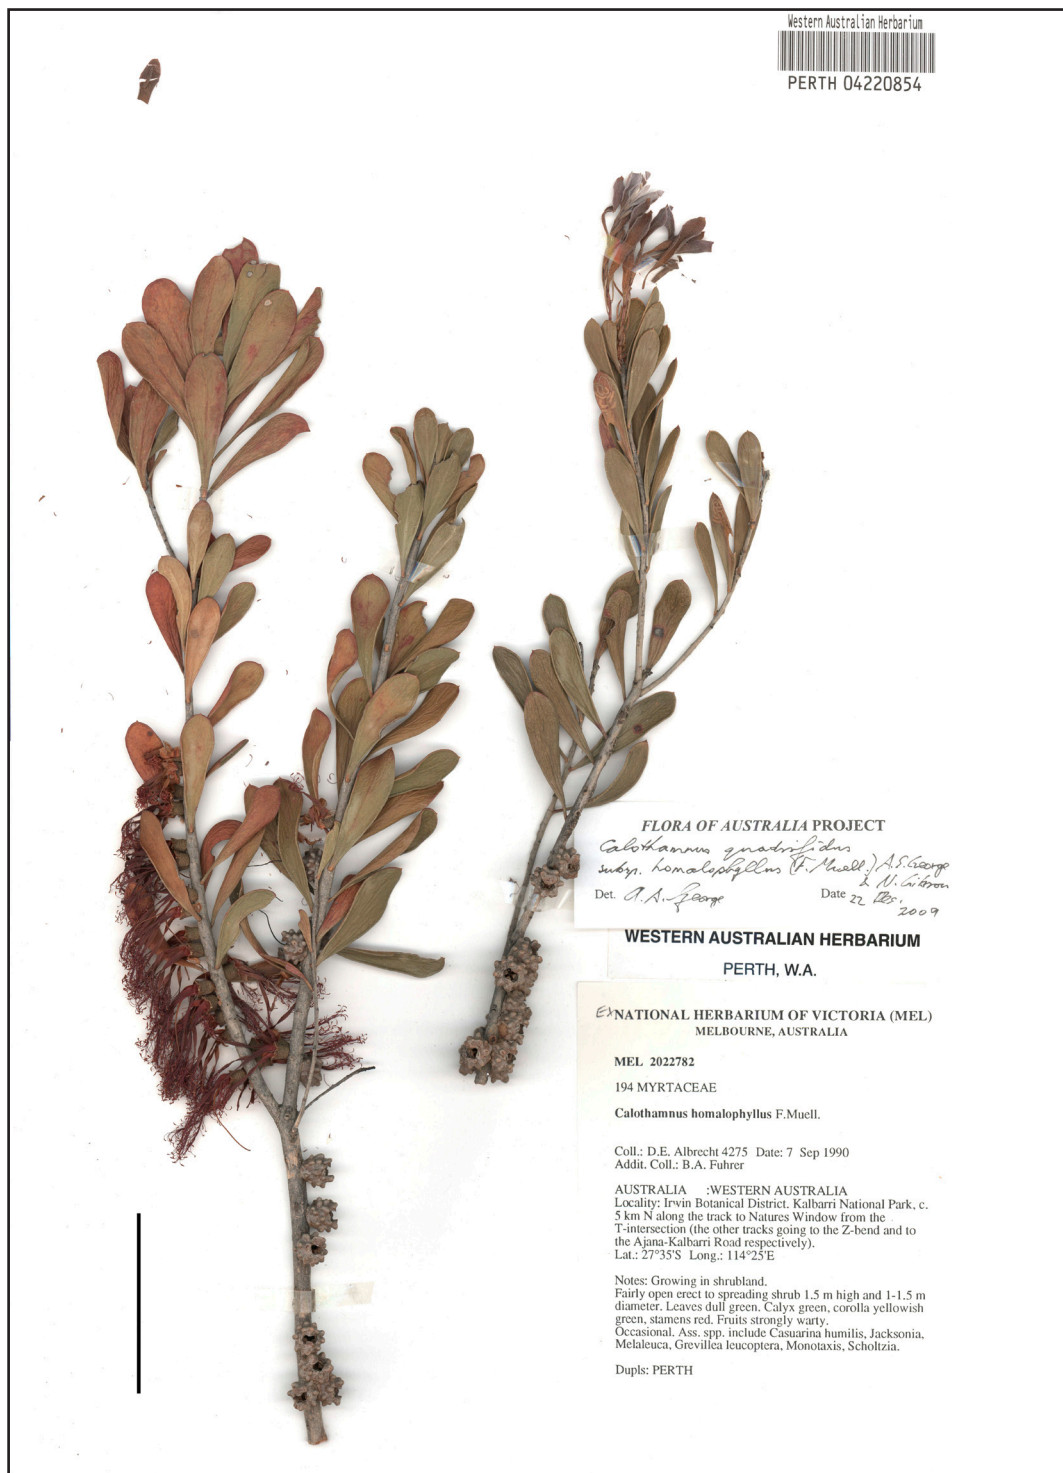 Western Australian Herbarium
PERTH 04220854
FLORA OF AUSTRALIA PROJECT
Calothamnus quadrifidus
subsp. homalophyllus (F. Muell.) A.S. George
& N. Gibson
Det. A.S. George Date 22 Dec.
2009
WESTERN AUSTRALIAN HERBARIUM
PERTH, W.A.
Ex NATIONAL HERBARIUM OF VICTORIA (MEL)
MELBOURNE, AUSTRALIA
MEL 2022782
194 MYRTACEAE
Calothamnus homalophyllus F.Muell.
Coll.: D.E. Albrecht 4275 Date: 7 Sep 1990
Addit. Coll.: B.A. Fuhrer
AUSTRALIA :WESTERN AUSTRALIA
Locality: Irwin Botanical District. Kalbarri National Park, c.
5 km N along the track to Natures Window from the
T-intersection (the other tracks going to the Z-bend and to
the Ajana-Kalbarri Road respectively).
Lat.: 27°35'S Long.: 114°25'E
Notes: Growing in shrubland.
Fairly open erect to spreading shrub 1.5 m high and 1-1.5 m
diameter. Leaves dull green. Calyx green, corolla yellowish
green, stamens red. Fruits strongly warty.
Occasional. Ass. spp. include Casuarina humilis, Jacksonia,
Melaleuca, Grevillea leucoptera, Monotaxis, Scholtzia.
Dupls: PERTH